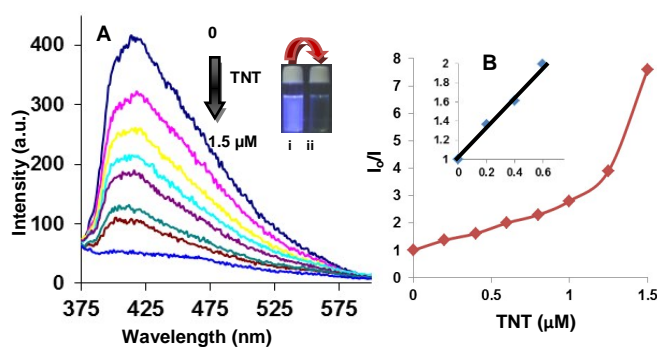 A
0
TNT
1.5 µM
i ii
400
300
200
100
0
Intensity (a.u.)
375 425 475 525 575
Wavelength (nm)
B
8
7
6
5
4
3
2
1
0
Io/I
0 0.5 1 1.5
TNT (µM)
2
1.8
1.6
1.4
1.2
1
0 0.2 0.4 0.6